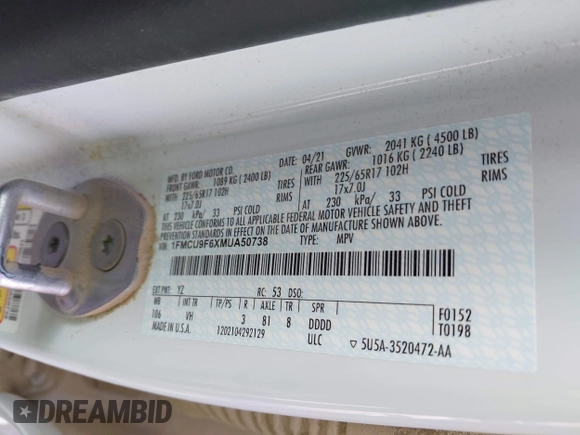 MFD. BY FORD MOTOR CO.
04/21 GVWR: 2041 KG ( 4500 LB)
FRONT GAWR: 1089 KG ( 2400 LB) REAR GAWR: 1016 KG ( 2240 LB)
WITH 225/65R17 102H TIRES WITH 225/65R17 102H TIRES
17x7.0J RIMS 17x7.0J RIMS
AT 230 kPa/ 33 PSI COLD AT 230 kPa/ 33 PSI COLD
THIS VEHICLE CONFORMS TO ALL APPLICABLE FEDERAL MOTOR VEHICLE SAFETY AND THEFT
PREVENTION STANDARDS IN EFFECT ON THE DATE OF MANUFACTURE SHOWN ABOVE.
VIN: 1FMCU9F6XMUA50738 TYPE: MPV
EXT PNT: YZ RC: 53 DSO:
WB INT TR TP/PS R AXLE TR SPR F0152
106 VH 3 81 8 DDDD T0198
MADE IN U.S.A. 1202104292129 ULC ▽ 5U5A-3520472-AA
DREAMBID